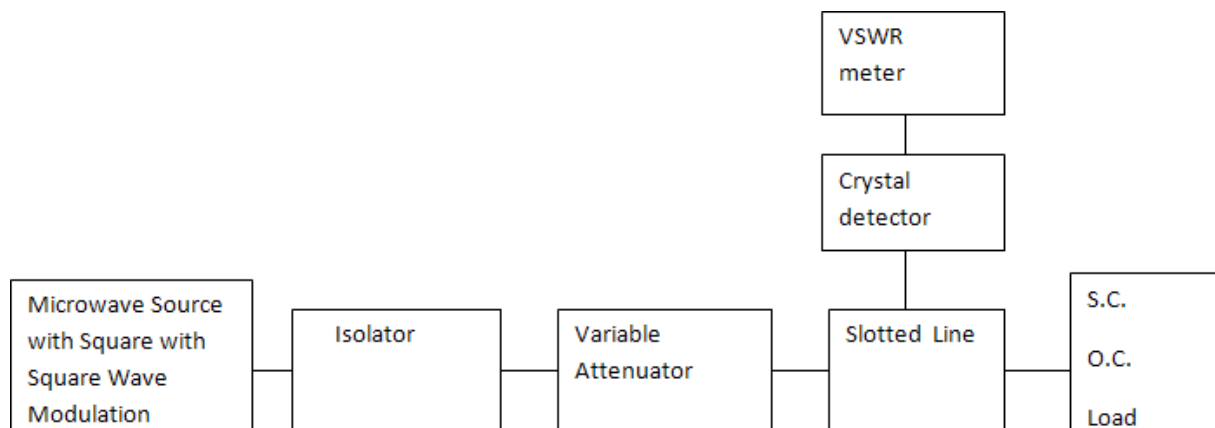 VSWR
meter
Crystal
detector
Microwave Source
with Square with
Square Wave
Modulation
Isolator
Variable
Attenuator
Slotted Line
S.C.
O.C.
Load